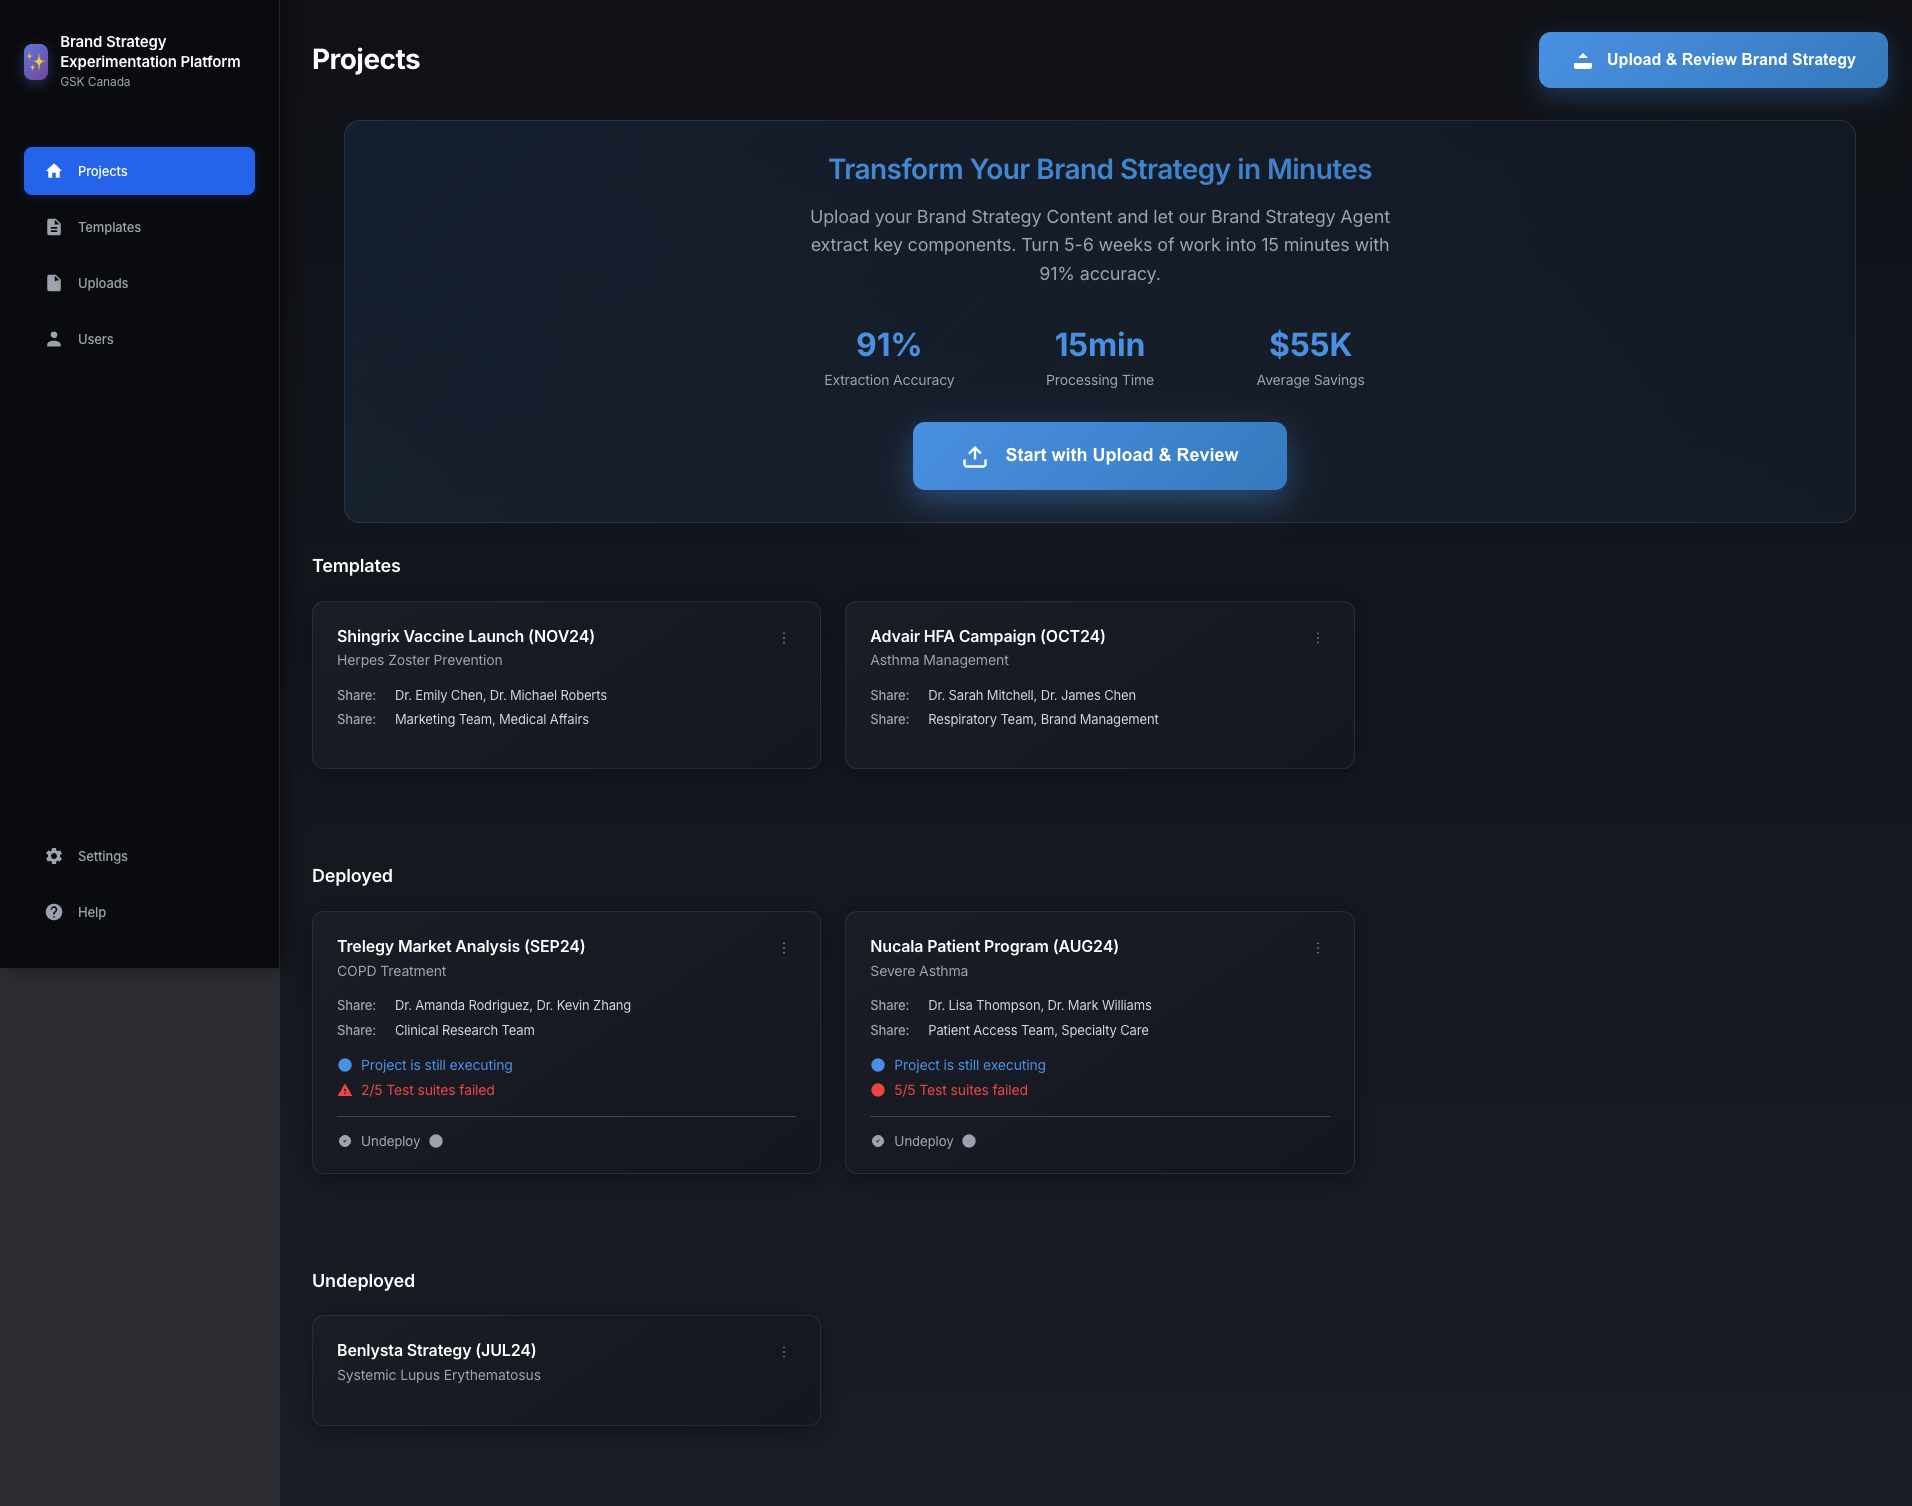 Brand Strategy
Experimentation Platform
GSK Canada
Projects
Templates
Uploads
Users
Settings
Help
Projects
Upload & Review Brand Strategy
Transform Your Brand Strategy in Minutes
Upload your Brand Strategy Content and let our Brand Strategy Agent
extract key components. Turn 5-6 weeks of work into 15 minutes with
91% accuracy.
91%
Extraction Accuracy
15min
Processing Time
$55K
Average Savings
Start with Upload & Review
Templates
Shingrix Vaccine Launch (NOV24)
Herpes Zoster Prevention
Share: Dr. Emily Chen, Dr. Michael Roberts
Share: Marketing Team, Medical Affairs
Advair HFA Campaign (OCT24)
Asthma Management
Share: Dr. Sarah Mitchell, Dr. James Chen
Share: Respiratory Team, Brand Management
Deployed
Trelegy Market Analysis (SEP24)
COPD Treatment
Share: Dr. Amanda Rodriguez, Dr. Kevin Zhang
Share: Clinical Research Team
Project is still executing
2/5 Test suites failed
Undeploy
Nucala Patient Program (AUG24)
Severe Asthma
Share: Dr. Lisa Thompson, Dr. Mark Williams
Share: Patient Access Team, Specialty Care
Project is still executing
5/5 Test suites failed
Undeploy
Undeployed
Benlysta Strategy (JUL24)
Systemic Lupus Erythematosus